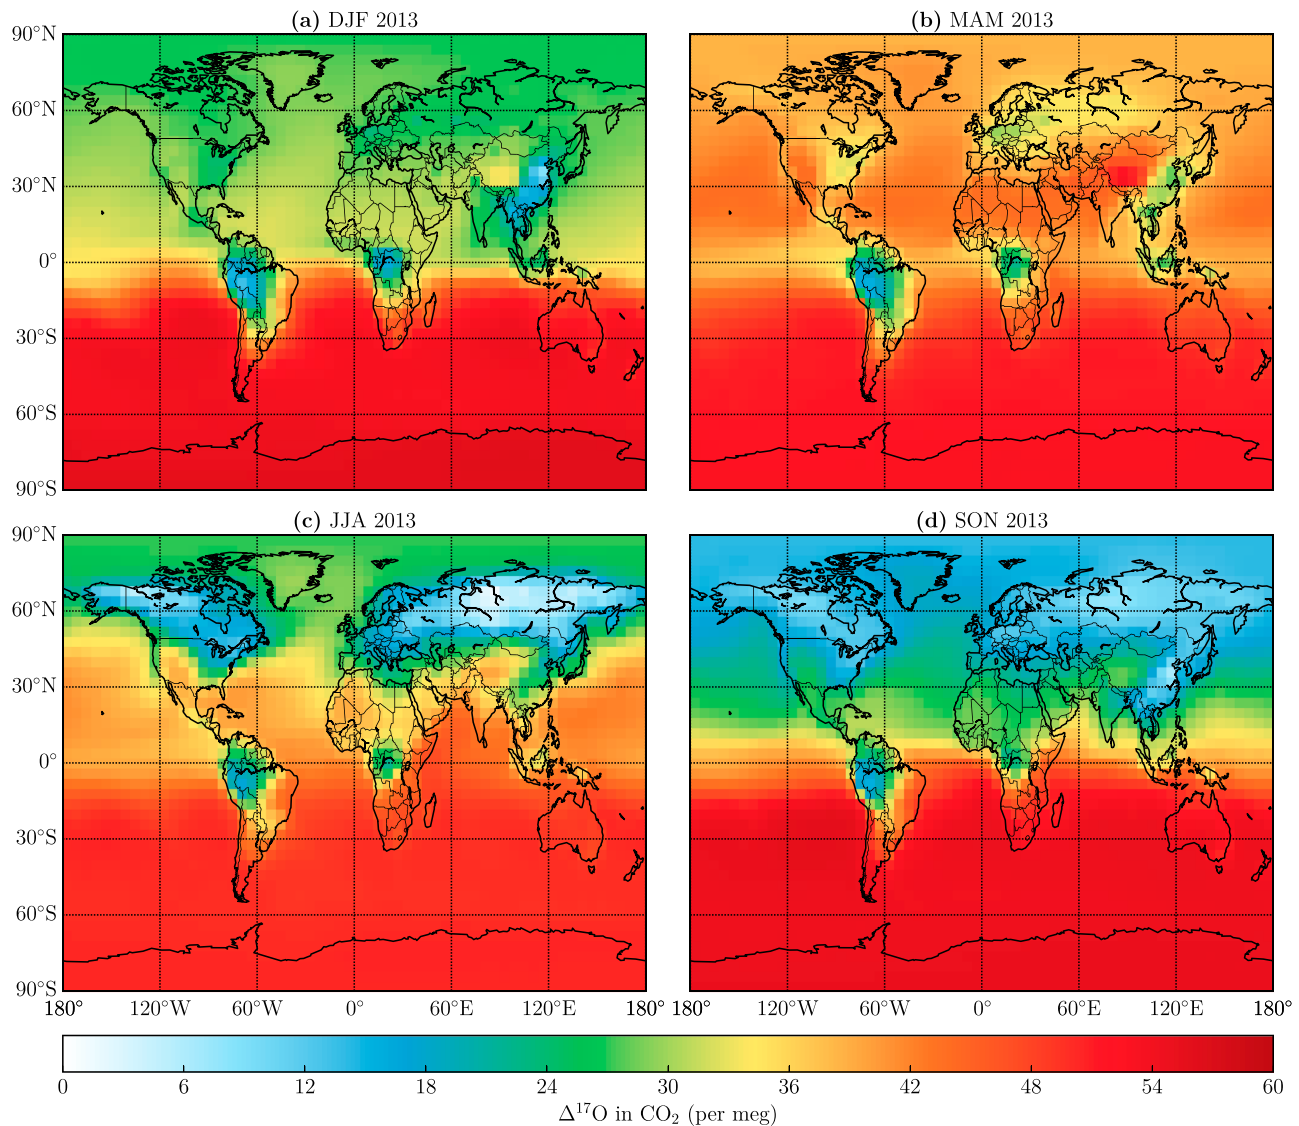 (a) DJF 2013
(b) MAM 2013
90°N
60°N
30°N
0°
30°S
60°S
90°S
(c) JJA 2013
(d) SON 2013
90°N
60°N
30°N
0°
30°S
60°S
90°S
180° 120°W 60°W 0° 60°E 120°E 180° 180° 120°W 60°W 0° 60°E 120°E 180°
0 6 12 18 24 30 36 42 48 54 60
Δ¹⁷O in CO₂ (per meg)